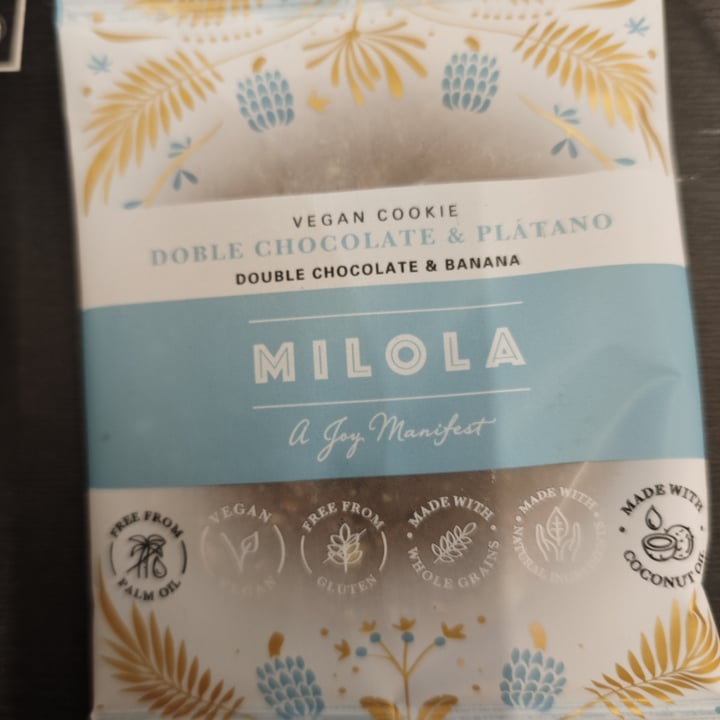 VEGAN COOKIE
DOBLE CHOCOLATE & PLÁTANO
DOUBLE CHOCOLATE & BANANA
MILOLA
A Joy Manifest
FREE FROM PALM OIL
VEGAN VEGAN
FREE FROM GLUTEN
MADE WITH WHOLE GRAINS
MADE WITH NATURAL INGREDIENTS
MADE WITH COCONUT OIL